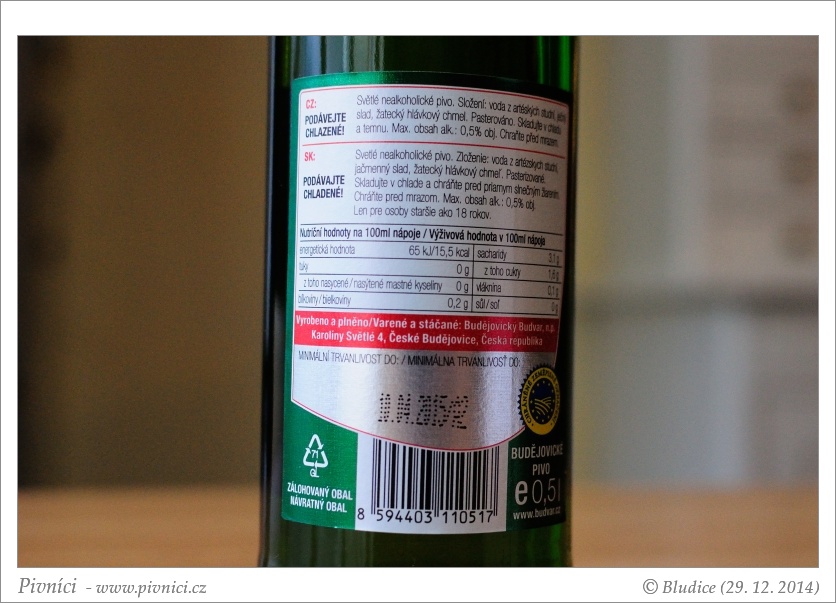 CZ:
PODÁVEJTE
CHLAZENÉ!
Světlé nealkoholické pivo. Složení: voda z artéských studní, ječný
slad, žatecký hlávkový chmel. Pasterováno. Skladujte v chladu
a temnu. Max. obsah alk.: 0,5% obj. Chraňte před mrazem.
SK:
PODÁVAJTE
CHLADENÉ!
Svetlé nealkoholické pivo. Zloženie: voda z artézskych studní,
jačmenný slad, žatecký hlávkový chmeľ. Pasterizované.
Skladujte v chlade a chráňte pred priamym slnečným žiarením.
Chráňte pred mrazom. Max. obsah alk.: 0,5% obj.
Len pre osoby staršie ako 18 rokov.
Nutriční hodnoty na 100ml nápoje / Výživová hodnota v 100ml nápoja
energetická hodnota 65 kJ/15,5 kcal sacharidy 3,1 g
tuky 0 g z toho cukry 1,8 g
z toho nasycené / nasýtené mastné kyseliny 0 g vláknina 0,1 g
bílkoviny / bielkoviny 0,2 g sůl / soľ 0 g
Vyrobeno a plněno/Varené a stáčané: Budějovický Budvar, n.p.
Karoliny Světlé 4, České Budějovice, Česká republika
MINIMÁLNÍ TRVANLIVOST DO: / MINIMÁLNA TRVANLIVOSŤ DO:
71
GL
ZÁLOHOVANÝ OBAL
NÁVRATNÝ OBAL
8 594403 110517
BUDĚJOVICKÉ
PIVO
e 0,5l
www.budvar.cz
Pivníci - www.pivnici.cz
© Bludice (29. 12. 2014)